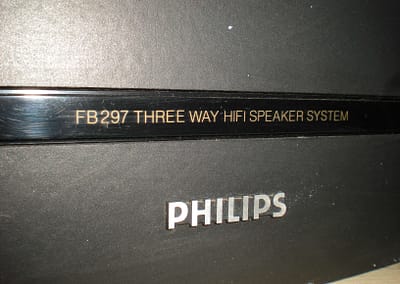 FB297 THREE WAY HIFI SPEAKER SYSTEM
PHILIPS